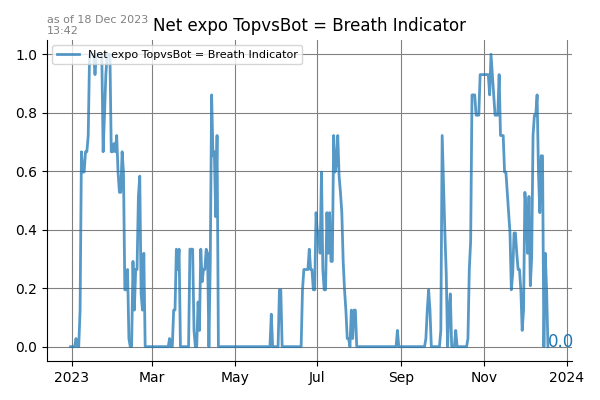 as of 18 Dec 2023
13:42
Net expo TopvsBot = Breath Indicator
Net expo TopvsBot = Breath Indicator
1.0
0.8
0.6
0.4
0.2
0.0
0.0
2023 Mar May Jul Sep Nov 2024